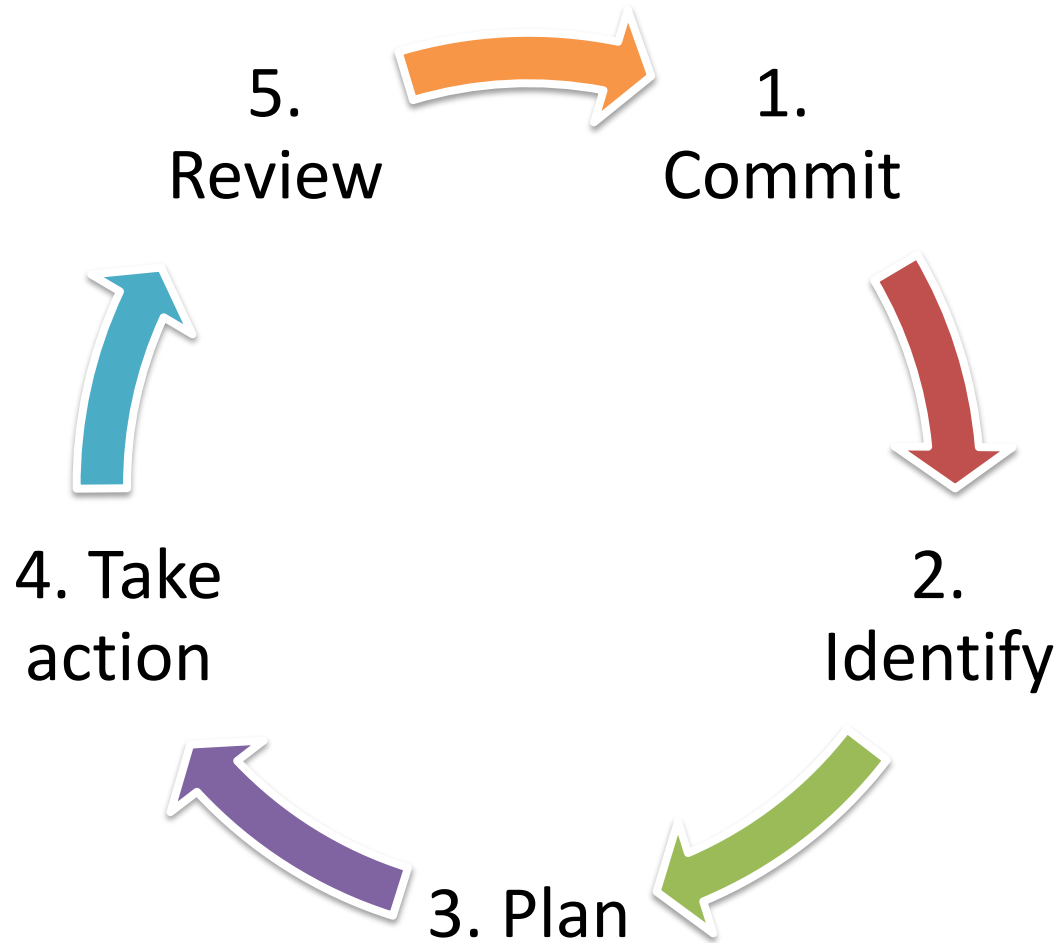 1.
Commit
2.
Identify
3. Plan
4. Take
action
5.
Review